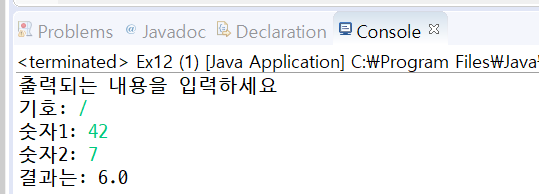 Problems @ Javadoc Declaration Console
<terminated> Ex12 (1) [Java Application] C:₩Program Files₩Java₩
출력되는 내용을 입력하세요
기호: /
숫자1: 42
숫자2: 7
결과는: 6.0